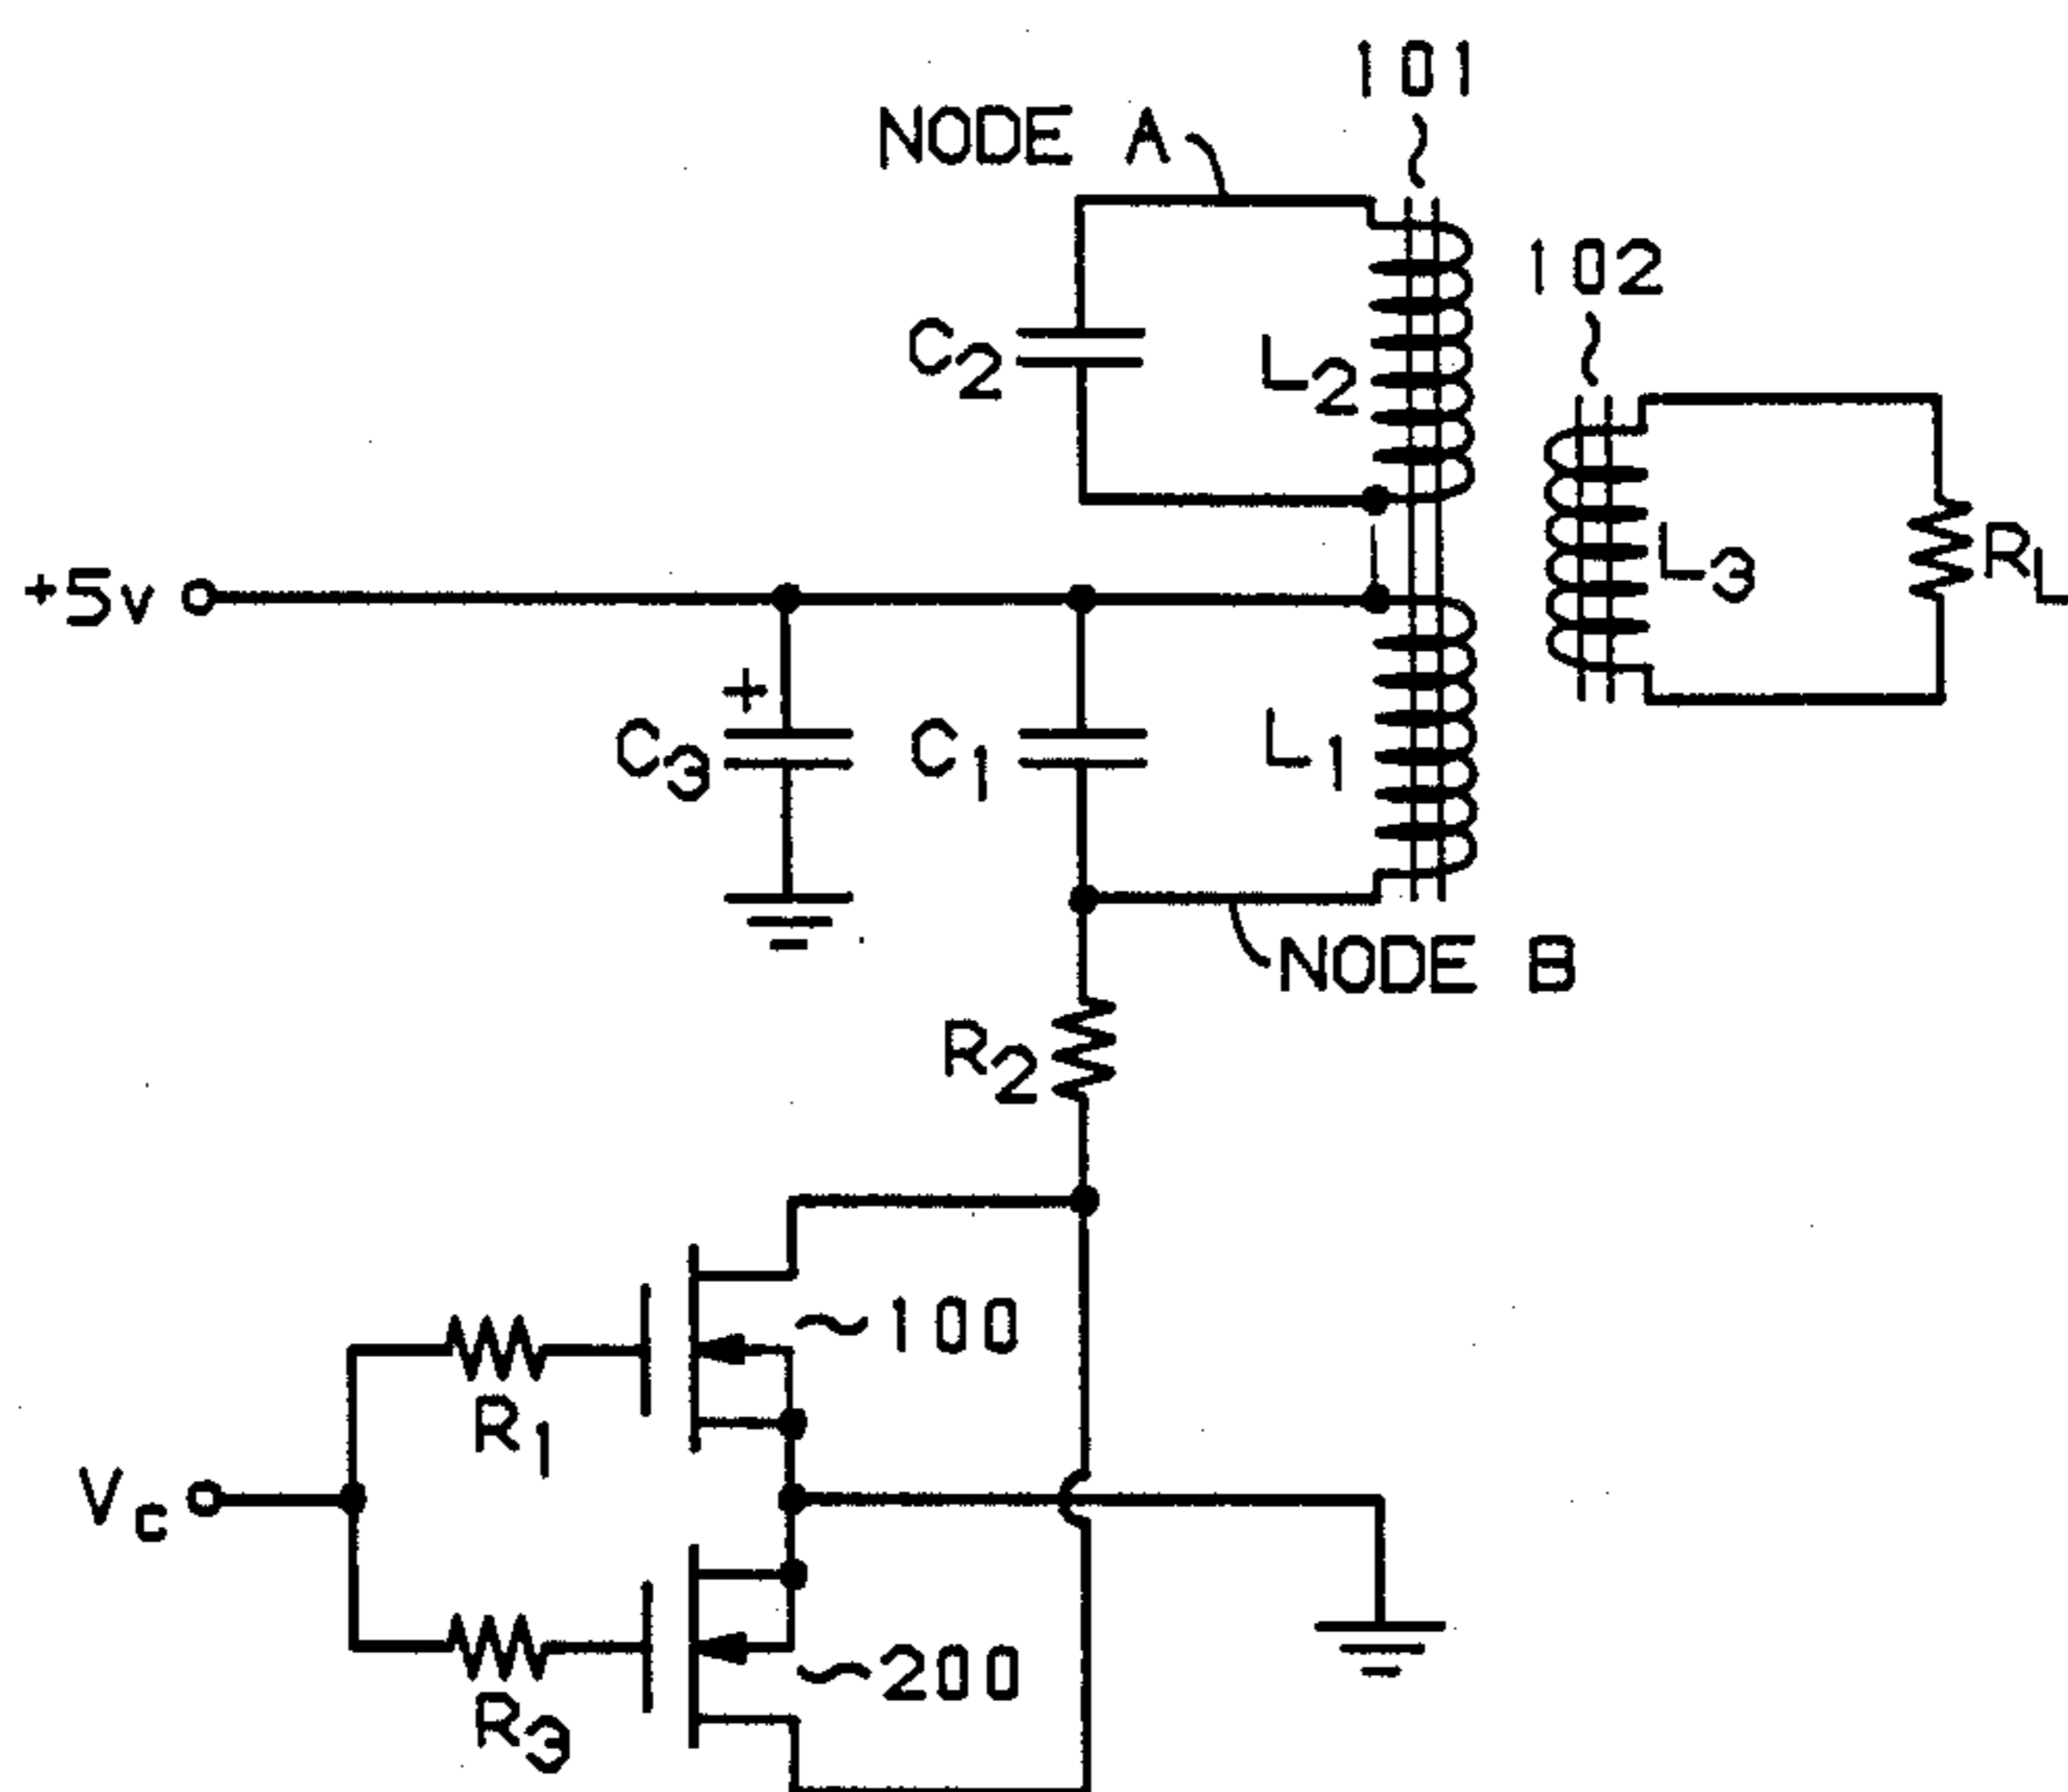 101
NODE A
102
C2
L2
L3
RL
+5v
+
C3
C1
L1
NODE B
R2
100
R1
Vc
200
R3